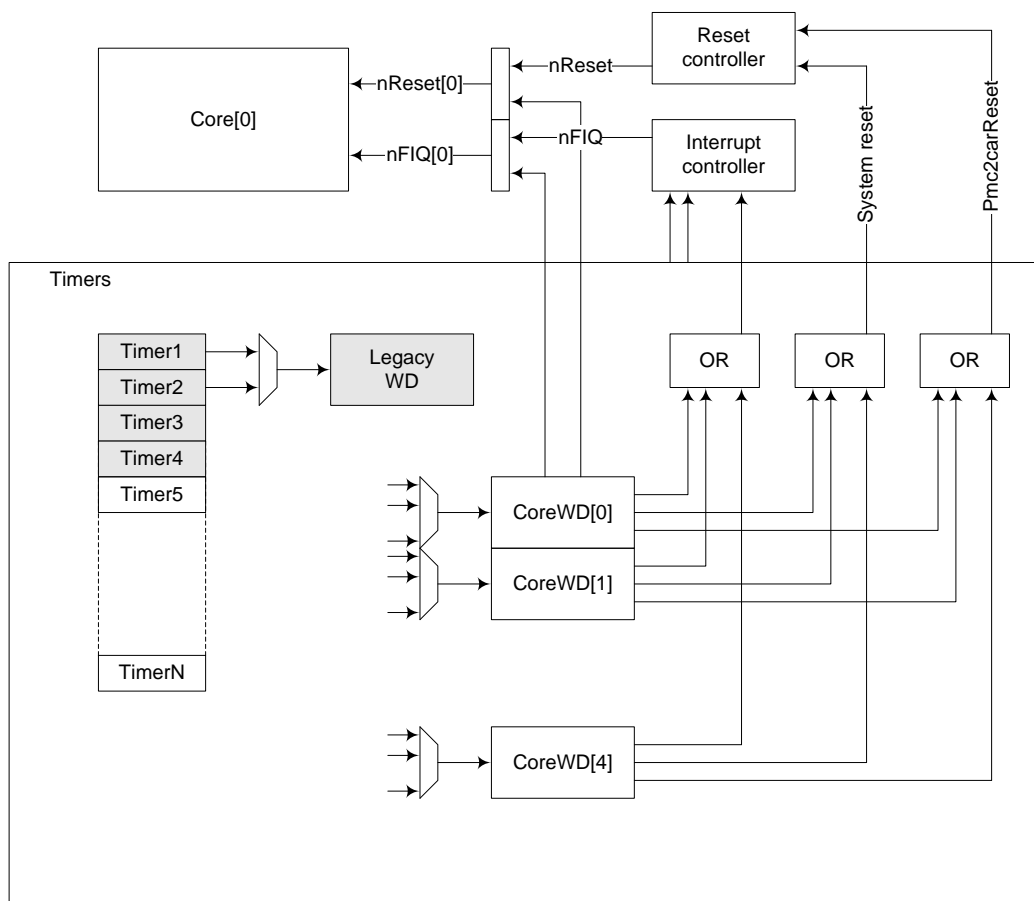 Reset
controller
nReset
nReset[0]
Core[0]
nFIQ
nFIQ[0]
Interrupt
controller
System reset
Pmc2carReset
Timers
Timer1
Timer2
Timer3
Timer4
Timer5
TimerN
Legacy
WD
OR
OR
OR
CoreWD[0]
CoreWD[1]
CoreWD[4]